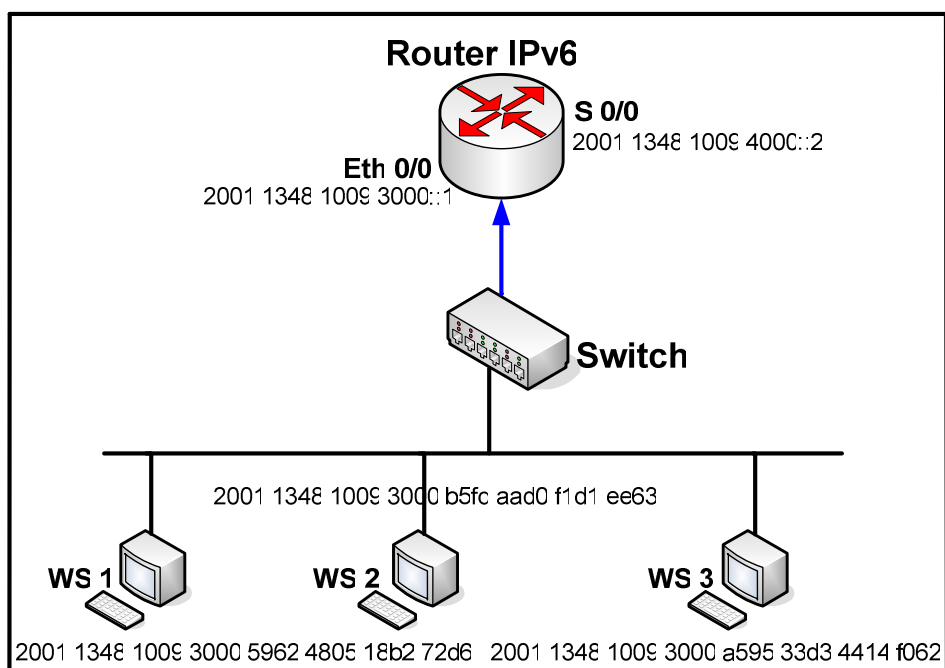 Router IPv6
S 0/0
2001 1348 1009 4000::2
Eth 0/0
2001 1348 1009 3000::1
Switch
2001 1348 1009 3000 b5fc aad0 f1d1 ee63
WS 1
WS 2
WS 3
2001 1348 1009 3000 5962 4805 18b2 72d6
2001 1348 1009 3000 a595 33d3 4414 f062